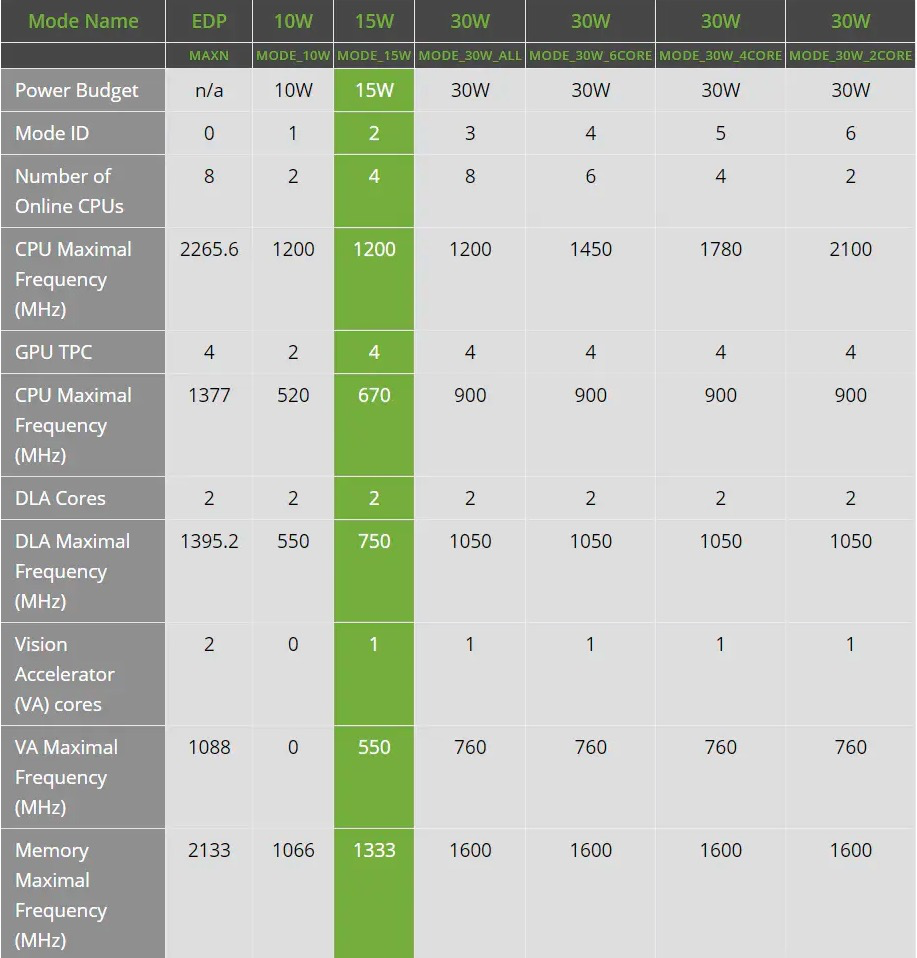 Mode Name EDP 10W 15W 30W 30W 30W 30W
MAXN MODE_10W MODE_15W MODE_30W_ALL MODE_30W_6CORE MODE_30W_4CORE MODE_30W_2CORE
Power Budget n/a 10W 15W 30W 30W 30W 30W
Mode ID 0 1 2 3 4 5 6
Number of 8 2 4 8 6 4 2
Online CPUs
CPU Maximal 2265.6 1200 1200 1200 1450 1780 2100
Frequency
(MHz)
GPU TPC 4 2 4 4 4 4 4
CPU Maximal 1377 520 670 900 900 900 900
Frequency
(MHz)
DLA Cores 2 2 2 2 2 2 2
DLA Maximal 1395.2 550 750 1050 1050 1050 1050
Frequency
(MHz)
Vision 2 0 1 1 1 1 1
Accelerator
(VA) cores
VA Maximal 1088 0 550 760 760 760 760
Frequency
(MHz)
Memory 2133 1066 1333 1600 1600 1600 1600
Maximal
Frequency
(MHz)